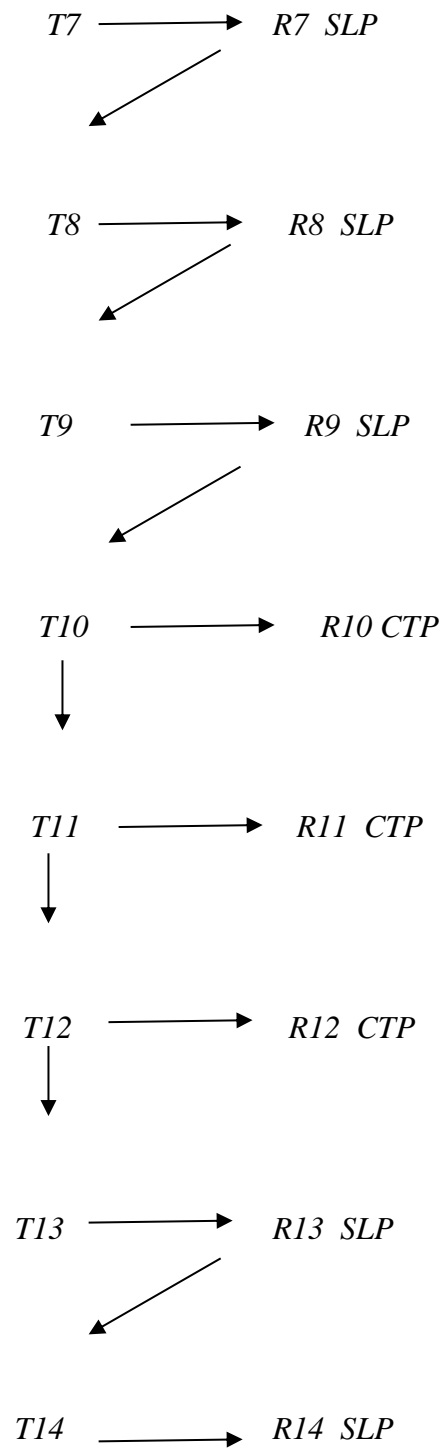 T7 R7 SLP
T8 R8 SLP
T9 R9 SLP
T10 R10 CTP
T11 R11 CTP
T12 R12 CTP
T13 R13 SLP
T14 R14 SLP